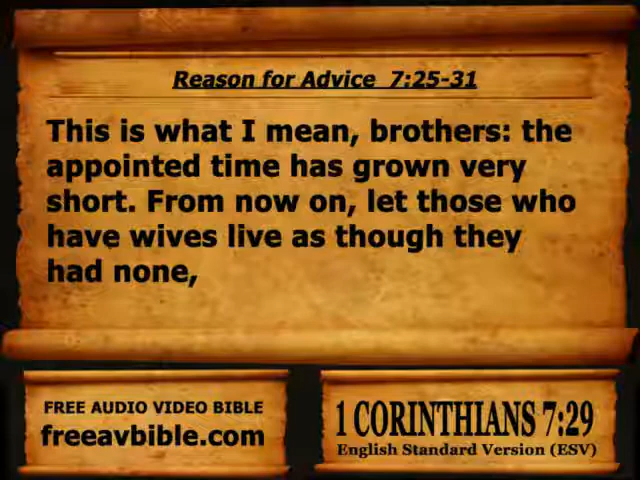 Reason for Advice 7:25-31
This is what I mean, brothers: the
appointed time has grown very
short. From now on, let those who
have wives live as though they
had none,
FREE AUDIO VIDEO BIBLE
freeavbible.com
1 CORINTHIANS 7:29
English Standard Version (ESV)